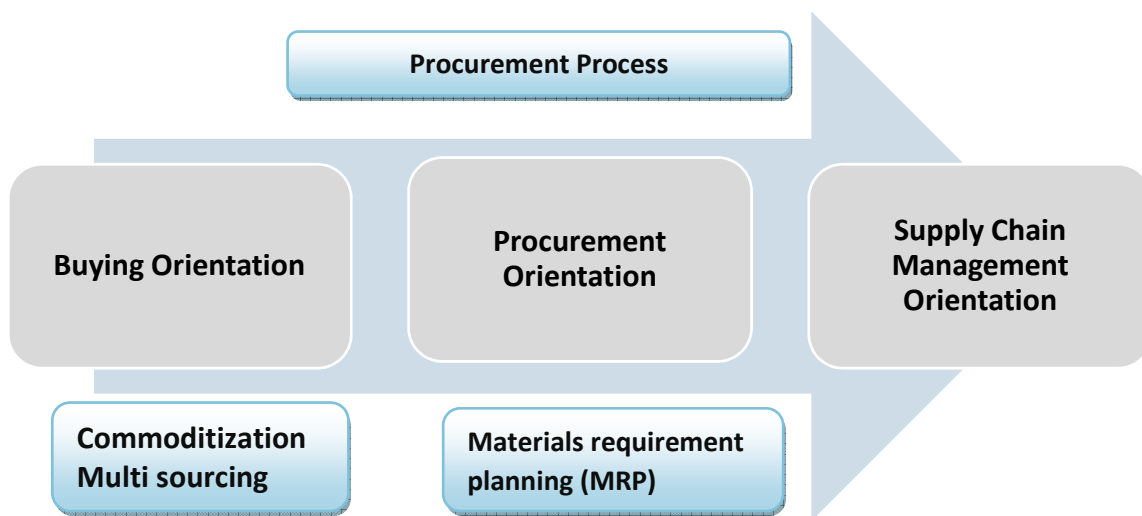 Procurement Process
Buying Orientation
Procurement
Orientation
Supply Chain
Management
Orientation
Commoditization
Multi sourcing
Materials requirement
planning (MRP)